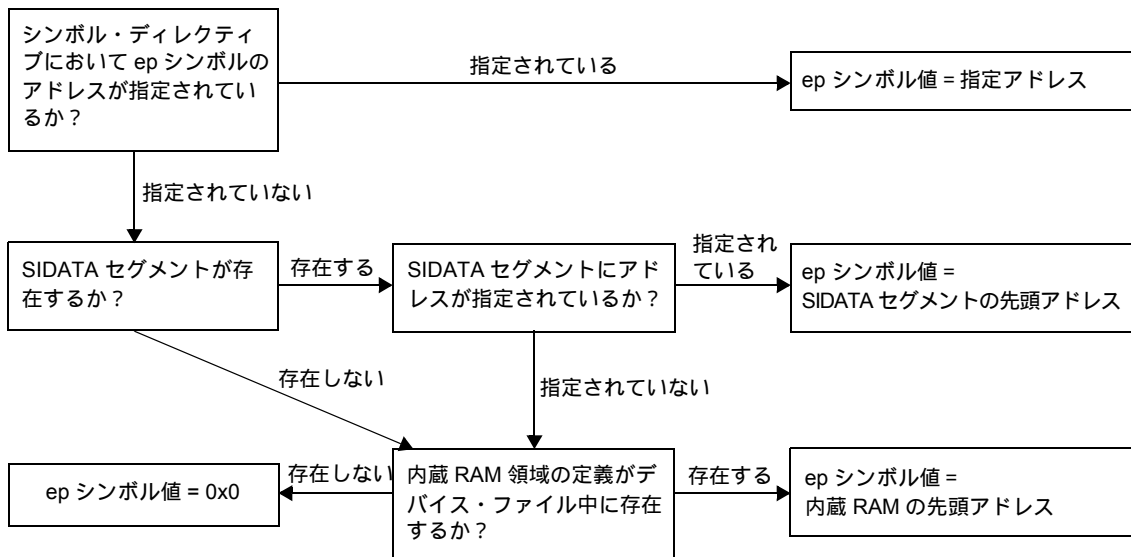 シンボル・ディレクティ
ブにおいて ep シンボルの
アドレスが指定されてい
るか？
指定されている
ep シンボル値 = 指定アドレス
指定されていない
SIDATA セグメントが存
在するか？
存在する
SIDATA セグメントにアド
レスが指定されているか？
指定され
ている
ep シンボル値 =
SIDATA セグメントの先頭アドレス
存在しない
指定されていない
ep シンボル値 = 0x0
存在しない
内蔵 RAM 領域の定義がデ
バイス・ファイル中に存在
するか？
存在する
ep シンボル値 =
内蔵 RAM の先頭アドレス